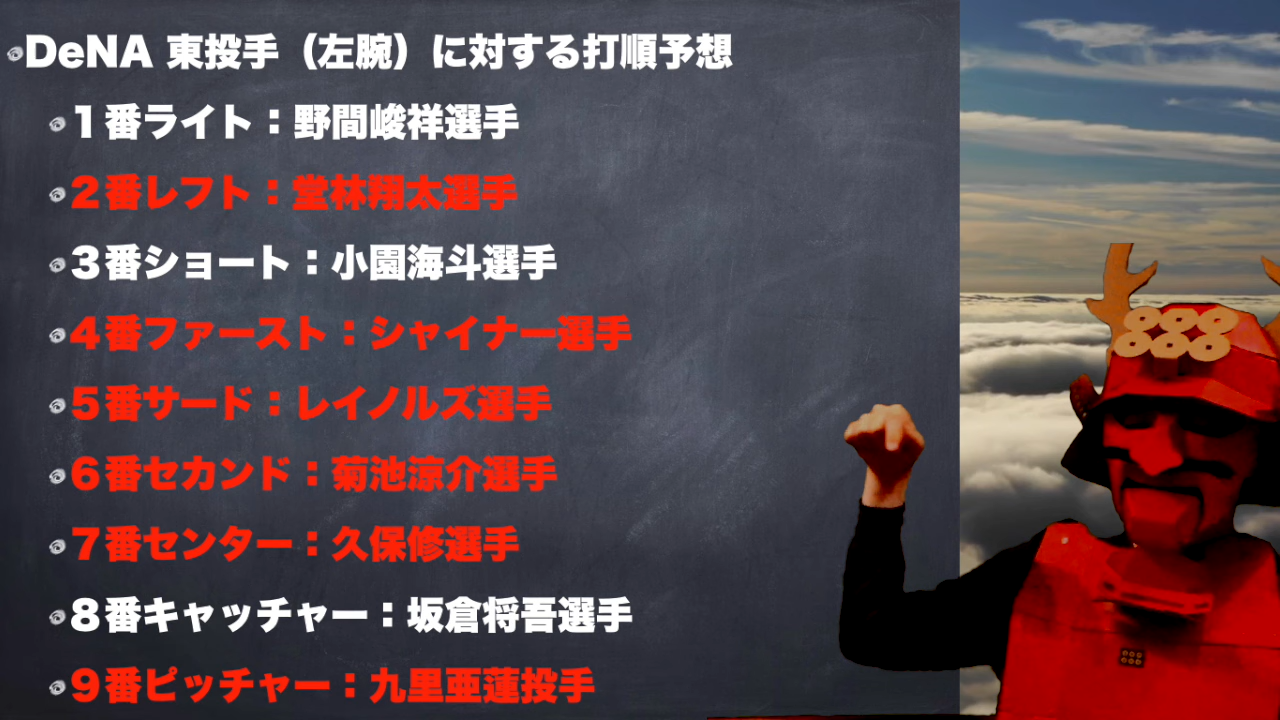 DeNA 東投手（左腕）に対する打順予想
１番ライト：野間峻祥選手
２番レフト：堂林翔太選手
３番ショート：小園海斗選手
４番ファースト：シャイナー選手
５番サード：レイノルズ選手
６番セカンド：菊池涼介選手
７番センター：久保修選手
８番キャッチャー：坂倉将吾選手
９番ピッチャー：九里亜蓮投手